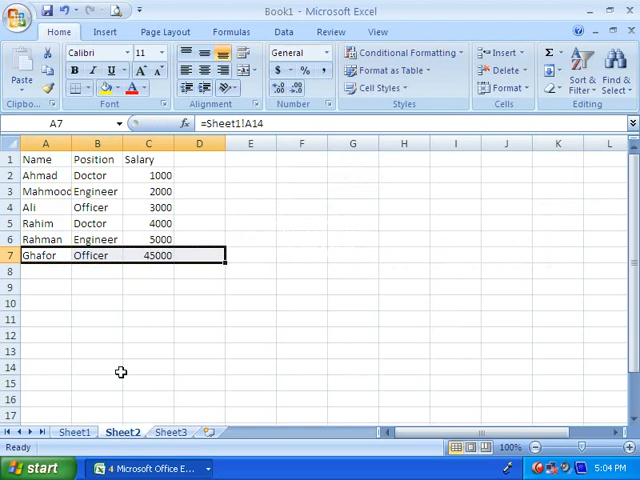 Book1 - Microsoft Excel
Home Insert Page Layout Formulas Data Review View
Paste
Calibri 11
B I U
A A
General
$ % ,
Conditional Formatting
Format as Table
Cell Styles
Insert
Delete
Format
Σ
Sort & Filter
Find & Select
Clipboard Font Alignment Number Styles Cells Editing
A7 fx =Sheet1!A14
A B C D E F G H I J K L
1 Name Position Salary
2 Ahmad Doctor 1000
3 Mahmood Engineer 2000
4 Ali Officer 3000
5 Rahim Doctor 4000
6 Rahman Engineer 5000
7 Ghafor Officer 45000
8
9
10
11
12
13
14
15
16
17
Sheet1 Sheet2 Sheet3
Ready 100%
start 4 Microsoft Office E... 5:04 PM